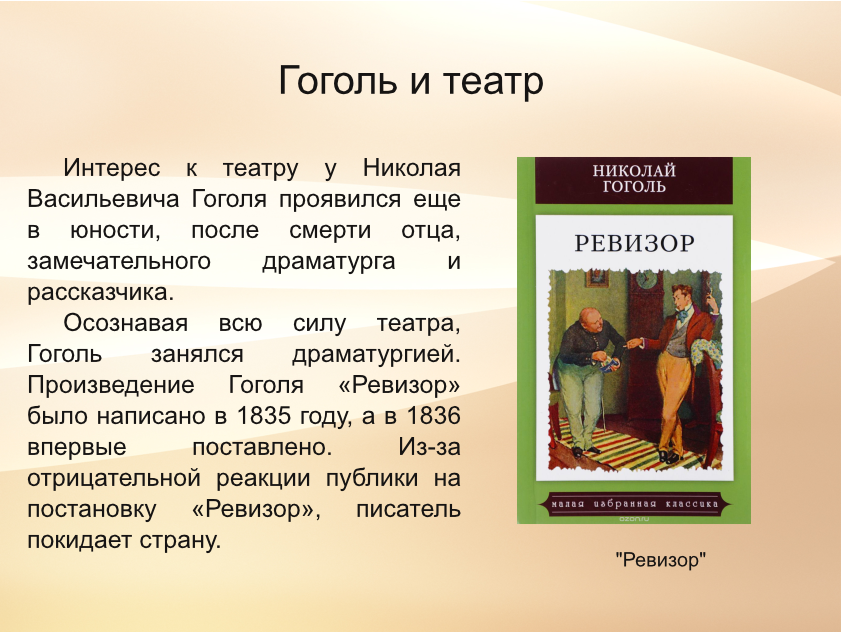 Гоголь и театр
Интерес к театру у Николая
Васильевича Гоголя проявился еще
в юности, после смерти отца,
замечательного драматурга и
рассказчика.
Осознавая всю силу театра,
Гоголь занялся драматургией.
Произведение Гоголя «Ревизор»
было написано в 1835 году, а в 1836
впервые поставлено. Из-за
отрицательной реакции публики на
постановку «Ревизор», писатель
покидает страну.
НИКОЛАЙ
ГОГОЛЬ
РЕВИЗОР
малая избранная классика
ozon.ru
"Ревизор"